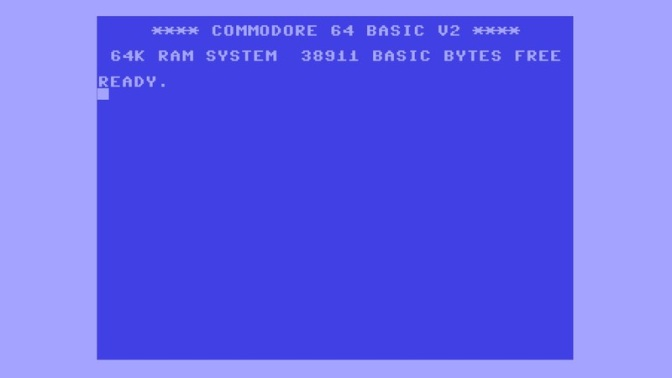 **** COMMODORE 64 BASIC V2 ****
64K RAM SYSTEM  38911 BASIC BYTES FREE
READY.